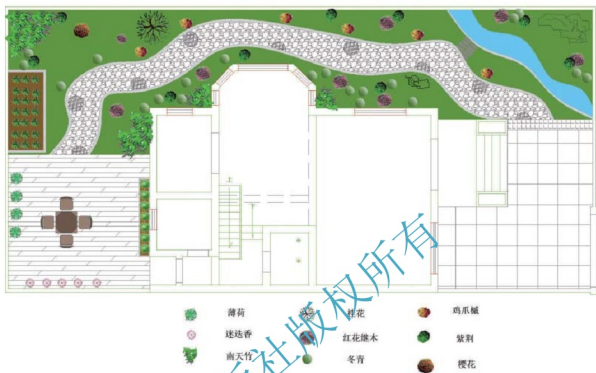 上
薄荷 桂花 鸡爪槭
迷迭香 红花继木 紫荆
南天竹 冬青 樱花
社版权所有